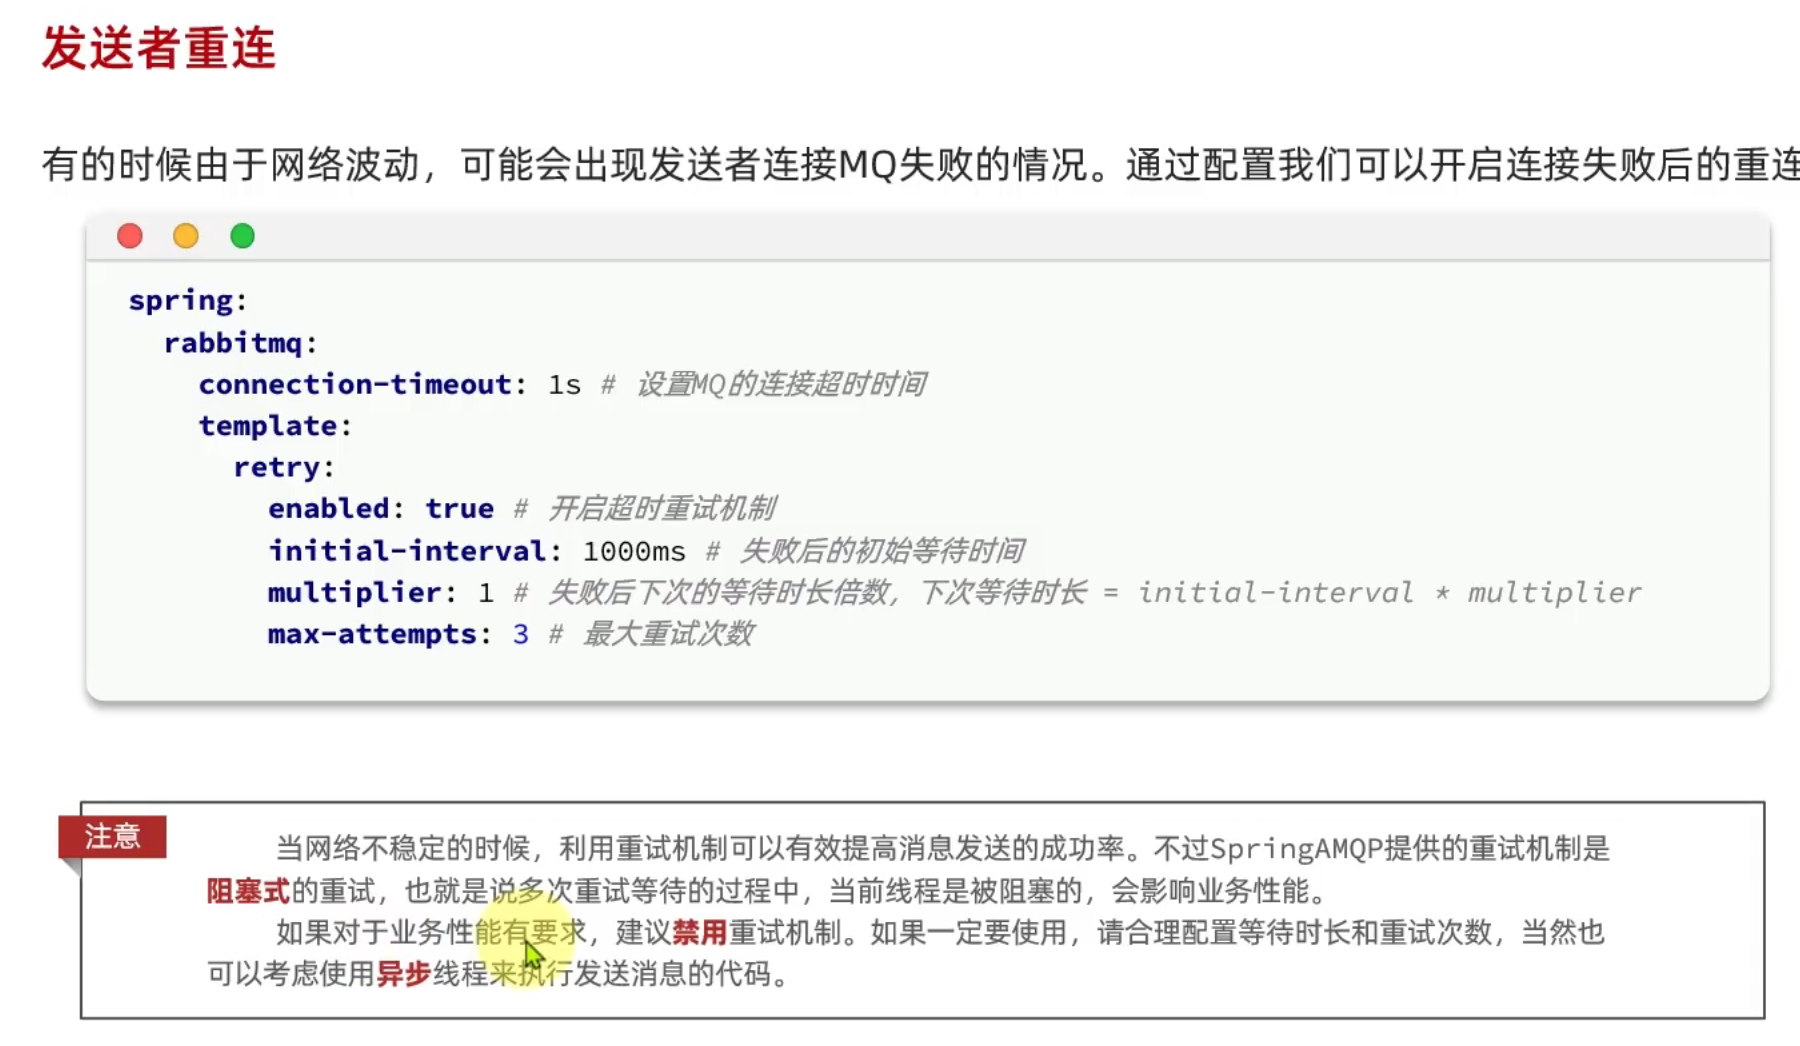 发送者重连
有的时候由于网络波动，可能会出现发送者连接MQ失败的情况。通过配置我们可以开启连接失败后的重连
spring:
  rabbitmq:
    connection-timeout: 1s # 设置MQ的连接超时时间
    template:
      retry:
        enabled: true # 开启超时重试机制
        initial-interval: 1000ms # 失败后的初始等待时间
        multiplier: 1 # 失败后下次的等待时长倍数，下次等待时长 = initial-interval * multiplier
        max-attempts: 3 # 最大重试次数
注意
当网络不稳定的时候，利用重试机制可以有效提高消息发送的成功率。不过SpringAMQP提供的重试机制是
阻塞式的重试，也就是说多次重试等待的过程中，当前线程是被阻塞的，会影响业务性能。
如果对于业务性能有要求，建议禁用重试机制。如果一定要使用，请合理配置等待时长和重试次数，当然也
可以考虑使用异步线程来执行发送消息的代码。